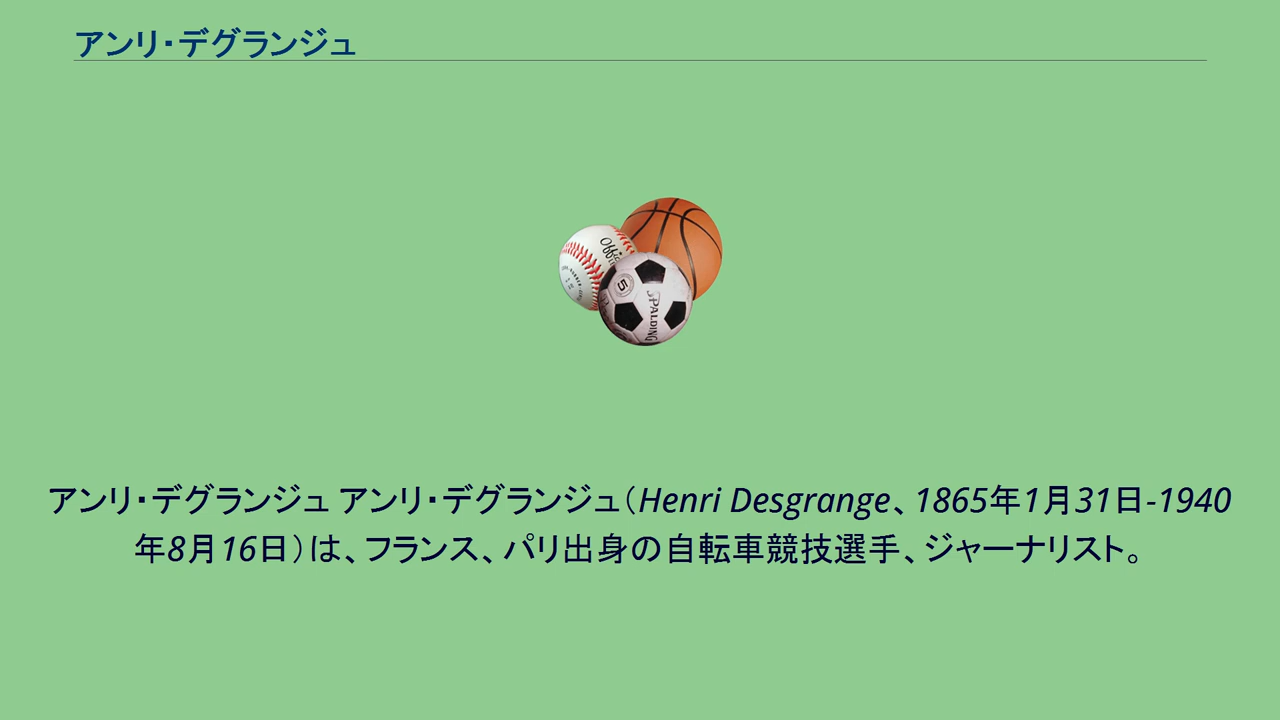 アンリ・デグランジュ
Offici
5
SPALDING
アンリ・デグランジュ アンリ・デグランジュ（Henri Desgrange、1865年1月31日-1940
年8月16日）は、フランス、パリ出身の自転車競技選手、ジャーナリスト。